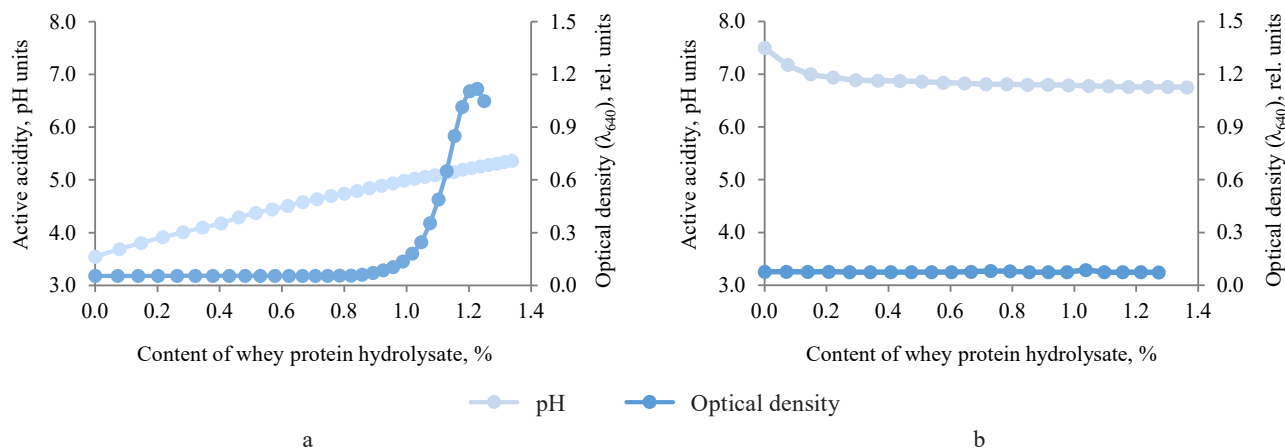 Active acidity, pH units
8.0
7.0
6.0
5.0
4.0
3.0
0.0 0.2 0.4 0.6 0.8 1.0 1.2 1.4
1.5
1.2
0.9
0.6
0.3
0.0
Optical density (λ640), rel. units
Content of whey protein hydrolysate, %
Active acidity, pH units
8.0
7.0
6.0
5.0
4.0
3.0
0.0 0.2 0.4 0.6 0.8 1.0 1.2 1.4
1.5
1.2
0.9
0.6
0.3
0.0
Optical density (λ640), rel. units
Content of whey protein hydrolysate, %
pH Optical density
a b